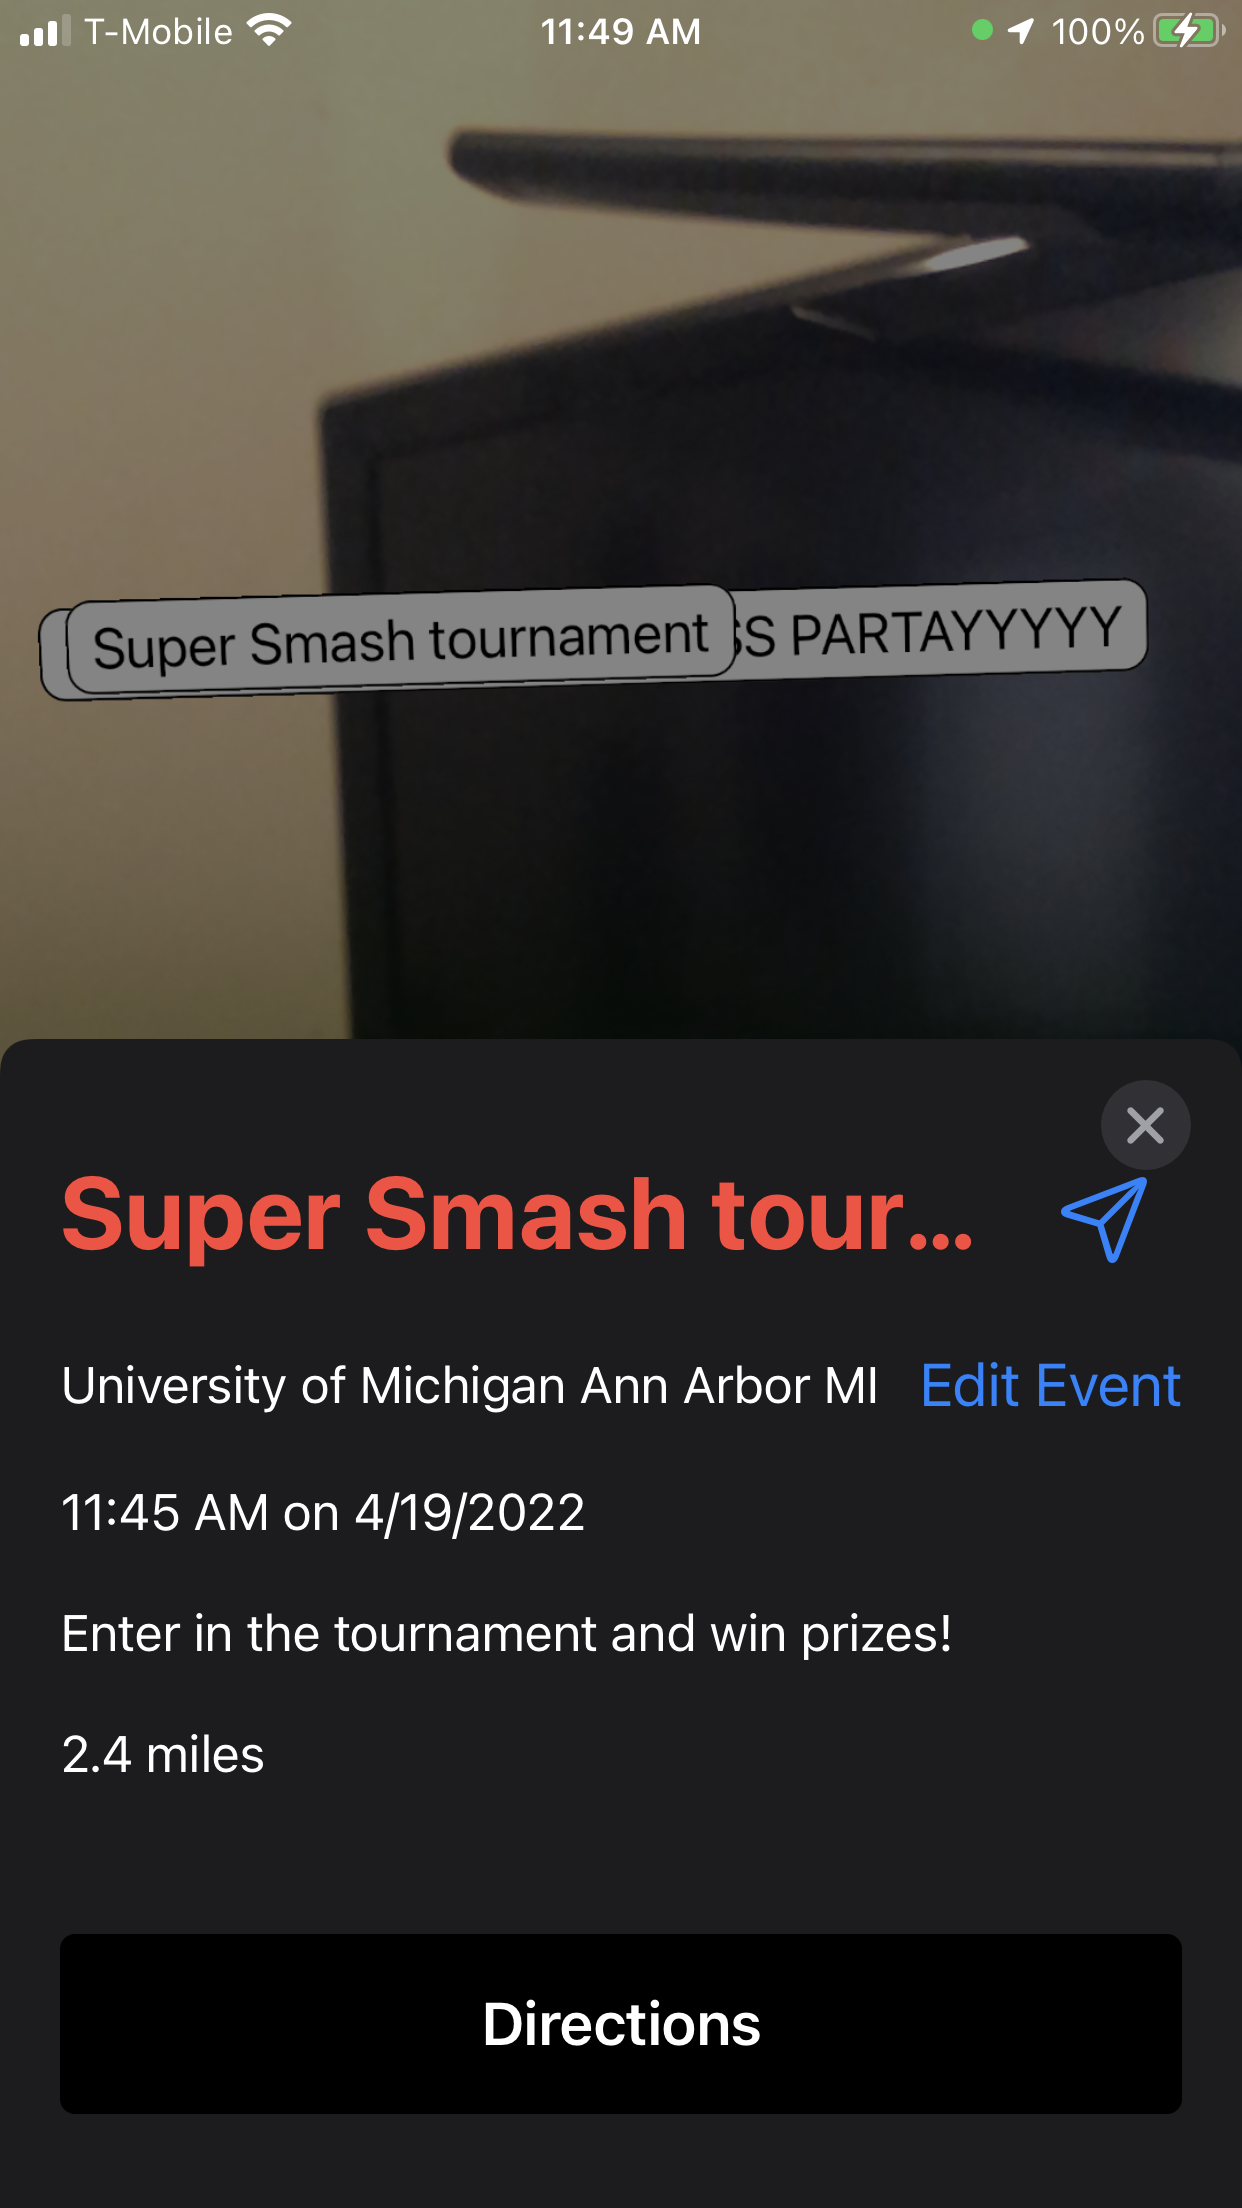 T-Mobile 11:49 AM 100%
Super Smash tournament SS PARTAYYYYY
Super Smash tour...
University of Michigan Ann Arbor MI Edit Event
11:45 AM on 4/19/2022
Enter in the tournament and win prizes!
2.4 miles
Directions